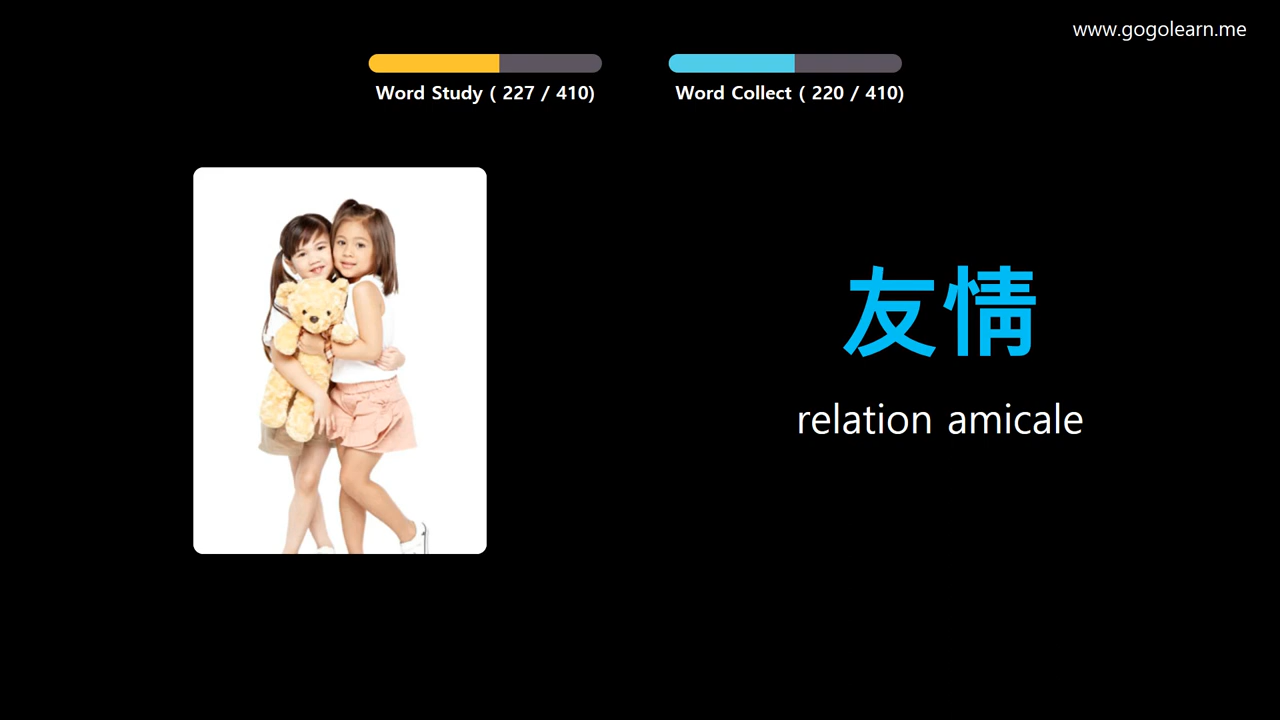 www.gogolearn.me
Word Study ( 227 / 410)
Word Collect ( 220 / 410)
友情
relation amicale